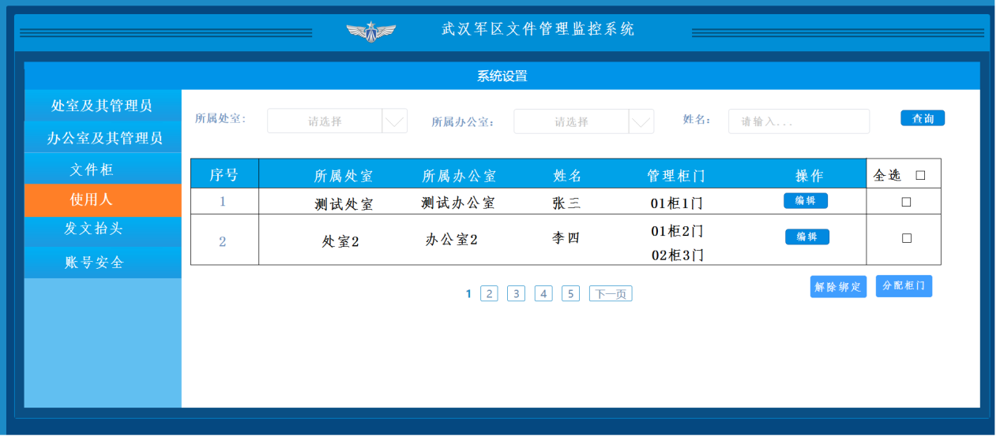 武汉军区文件管理监控系统
系统设置
处室及其管理员
办公室及其管理员
文件柜
使用人
发文抬头
账号安全
所属处室: 请选择 所属办公室: 请选择 姓名: 请输入... 查询
序号 所属处室 所属办公室 姓名 管理柜门 操作 全选
1 测试处室 测试办公室 张三 01柜1门 编辑
2 处室2 办公室2 李四 01柜2门 编辑
02柜3门
解除绑定 分配柜门
1 2 3 4 5 下一页